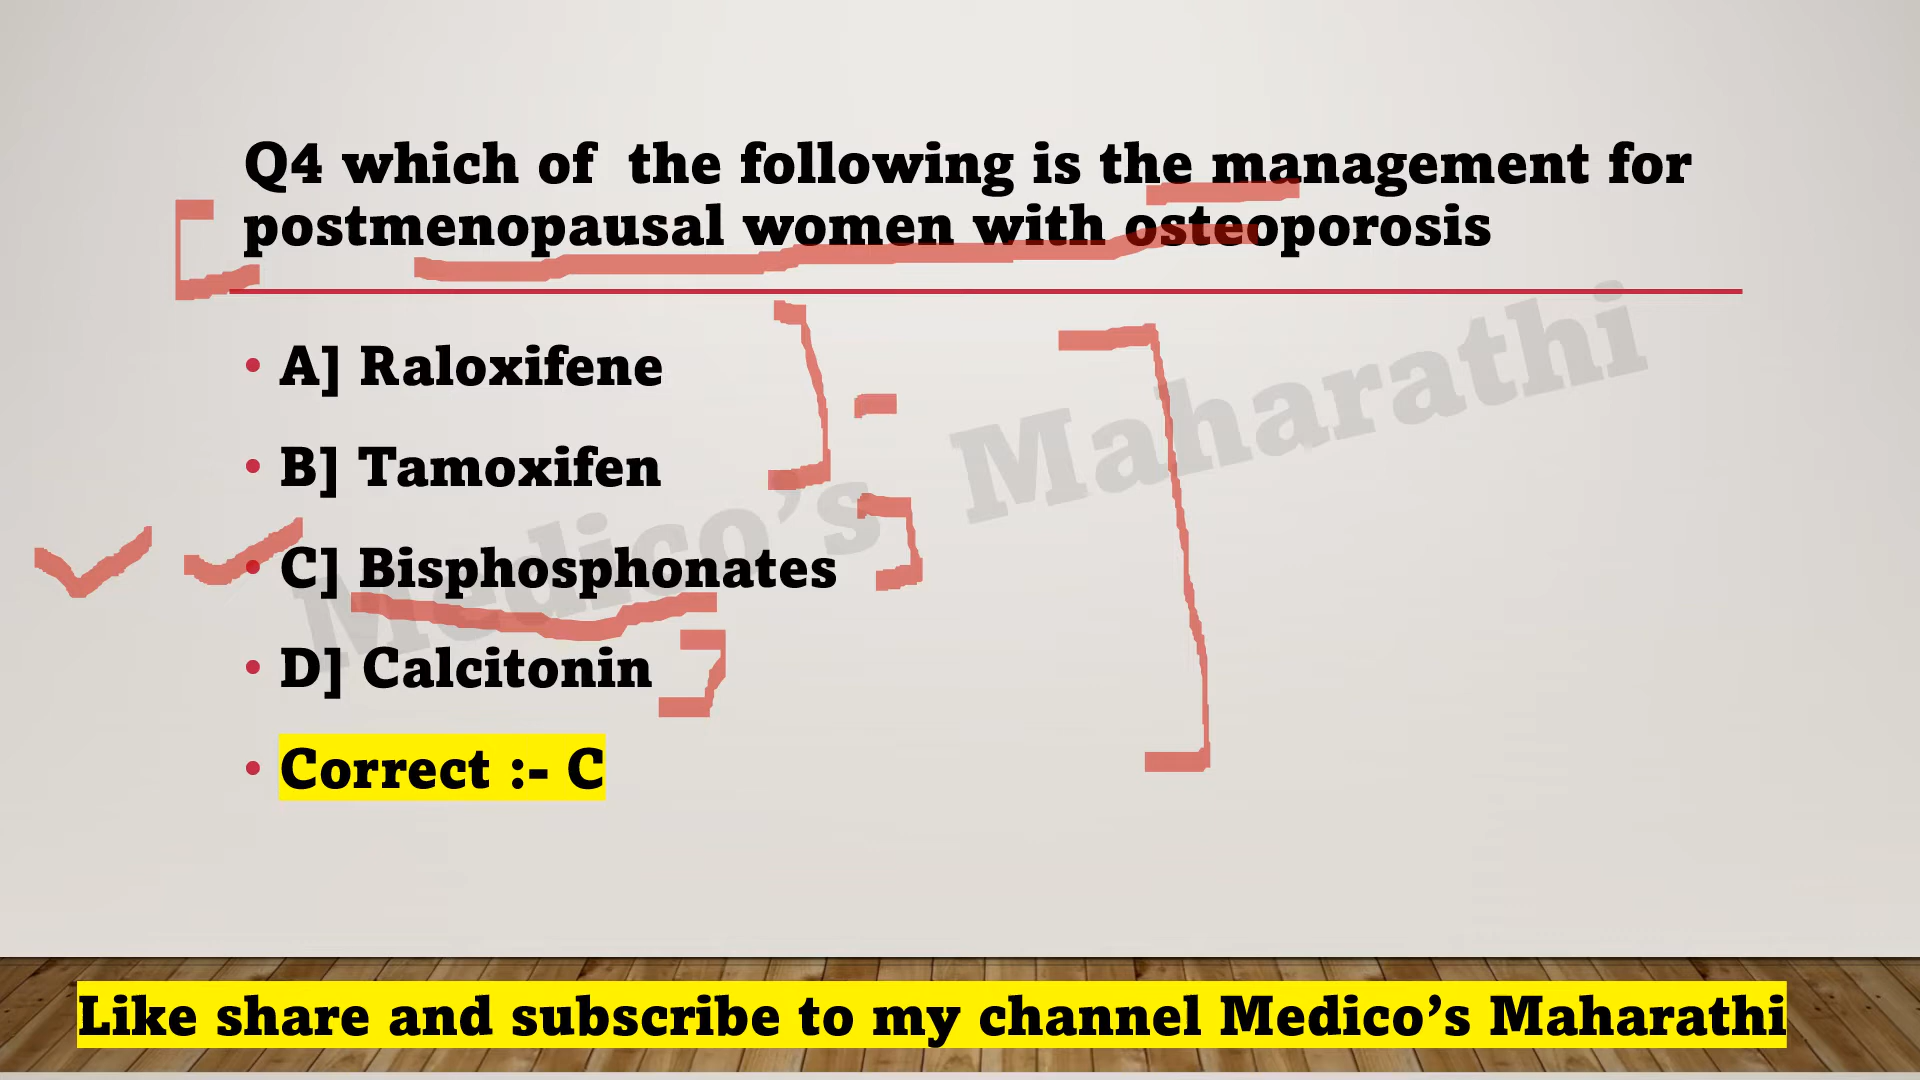 Q4 which of the following is the management for
postmenopausal women with osteoporosis
• A] Raloxifene
• B] Tamoxifen
• C] Bisphosphonates
• D] Calcitonin
• Correct :- C
Medico’s Maharathi
Like share and subscribe to my channel Medico’s Maharathi